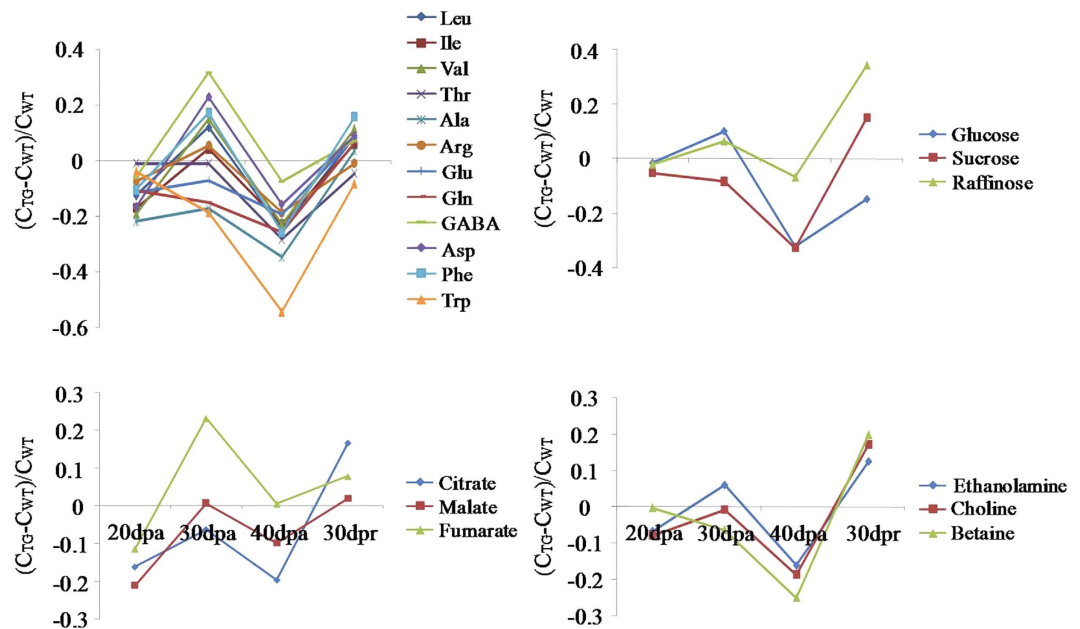 (CTG-CWT)/CWT
0.4
0.2
0
-0.2
-0.4
-0.6
Leu
Ile
Val
Thr
Ala
Arg
Glu
Gln
GABA
Asp
Phe
Trp
(CTG-CWT)/CWT
0.4
0.2
0
-0.2
-0.4
Glucose
Sucrose
Raffinose
(CTG-CWT)/CWT
0.3
0.2
0.1
0
-0.1
-0.2
-0.3
20dpa 30dpa 40dpa 30dpr
Citrate
Malate
Fumarate
(CTG-CWT)/CWT
0.3
0.2
0.1
0
-0.1
-0.2
-0.3
20dpa 30dpa 40dpa 30dpr
Ethanolamine
Choline
Betaine